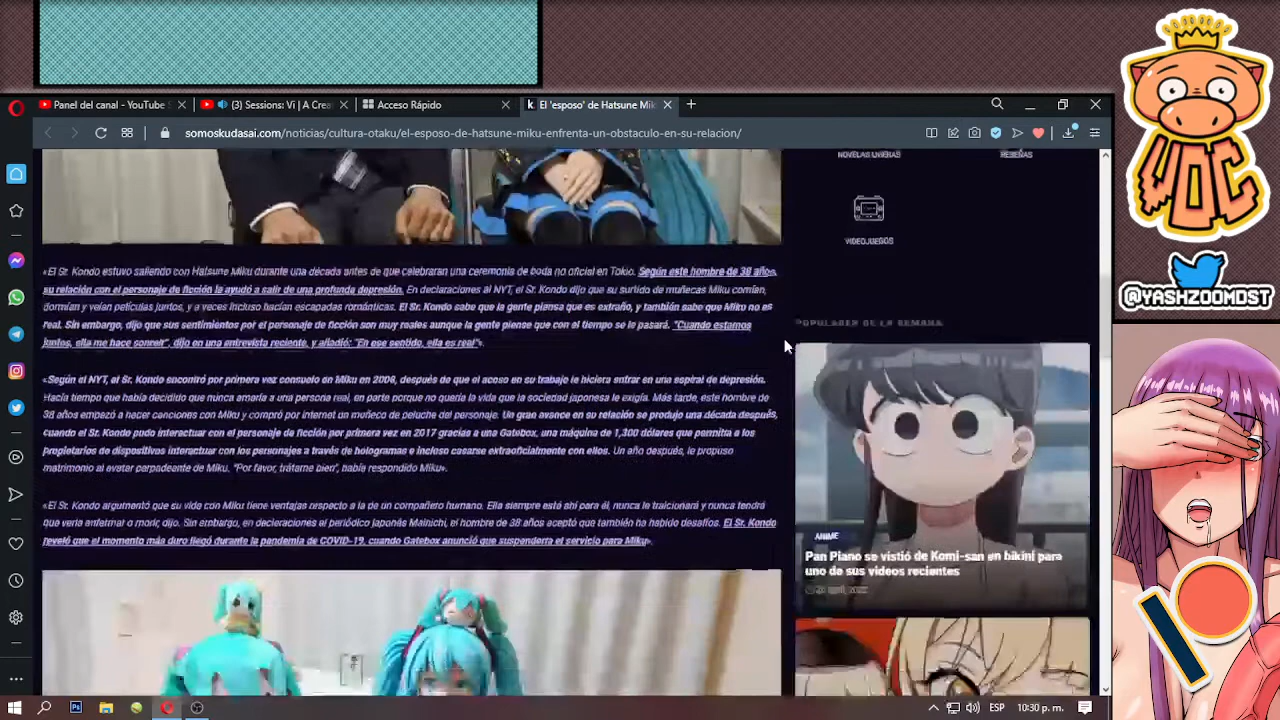 Panel del canal - YouTube S
(3) Sessions: Vi | A Crea
Acceso Rápido
El 'esposo' de Hatsune Mik
somoskudasai.com/noticias/cultura-otaku/el-esposo-de-hatsune-miku-enfrenta-un-obstaculo-en-su-relacion/
NOVELAS LIGERAS
RESEÑAS
VIDEOJUEGOS
«El Sr. Kondo estuvo saliendo con Hatsune Miku durante una década antes de que celebraran una ceremonia de boda no oficial en Tokio. Según este hombre de 38 años,
su relación con el personaje de ficción la ayudó a salir de una profunda depresión. En declaraciones al NYT, el Sr. Kondo dijo que su surtido de muñecas Miku comían,
dormían y veían películas juntos, y a veces incluso hacían escapadas románticas. El Sr. Kondo sabe que la gente piensa que es extraño, y también sabe que Miku no es
real. Sin embargo, dijo que sus sentimientos por el personaje de ficción son muy reales aunque la gente piense que con el tiempo se le pasará. "Cuando estamos
juntos, ella me hace sonreír", dijo en una entrevista reciente, y añadió: "En ese sentido, ella es real"».
«Según el NYT, el Sr. Kondo encontró por primera vez consuelo en Miku en 2008, después de que el acoso en su trabajo le hiciera entrar en una espiral de depresión.
Hacía tiempo que había decidido que nunca amaría a una persona real, en parte porque no quería la vida que la sociedad japonesa le exigía. Más tarde, este hombre de
38 años empezó a hacer canciones con Miku y compró por internet un muñeco de peluche del personaje. Un gran avance en su relación se produjo una década después,
cuando el Sr. Kondo pudo interactuar con el personaje de ficción por primera vez en 2017 gracias a una Gatebox, una máquina de 1,300 dólares que permitía a los
propietarios de dispositivos interactuar con los personajes a través de hologramas e incluso casarse extraoficialmente con ellos. Un año después, le propuso
matrimonio al avatar parpadeante de Miku. "Por favor, trátame bien", había respondido Miku».
«El Sr. Kondo argumentó que su vida con Miku tiene ventajas respecto a la de un compañero humano. Ella siempre está ahí para él, nunca le traicionará y nunca tendrá
que verla enfermar o morir, dijo. Sin embargo, en declaraciones al periódico japonés Mainichi, el hombre de 38 años aceptó que también ha habido desafíos. El Sr. Kondo
reveló que el momento más duro llegó durante la pandemia de COVID-19, cuando Gatebox anunció que suspendería el servicio para Miku».
POPULARES DE LA SEMANA
ANIME
Pan Piano se vistió de Komi-san en bikini para
uno de sus videos recientes
ESP
10:30 p. m.
@YASHZOOMDST